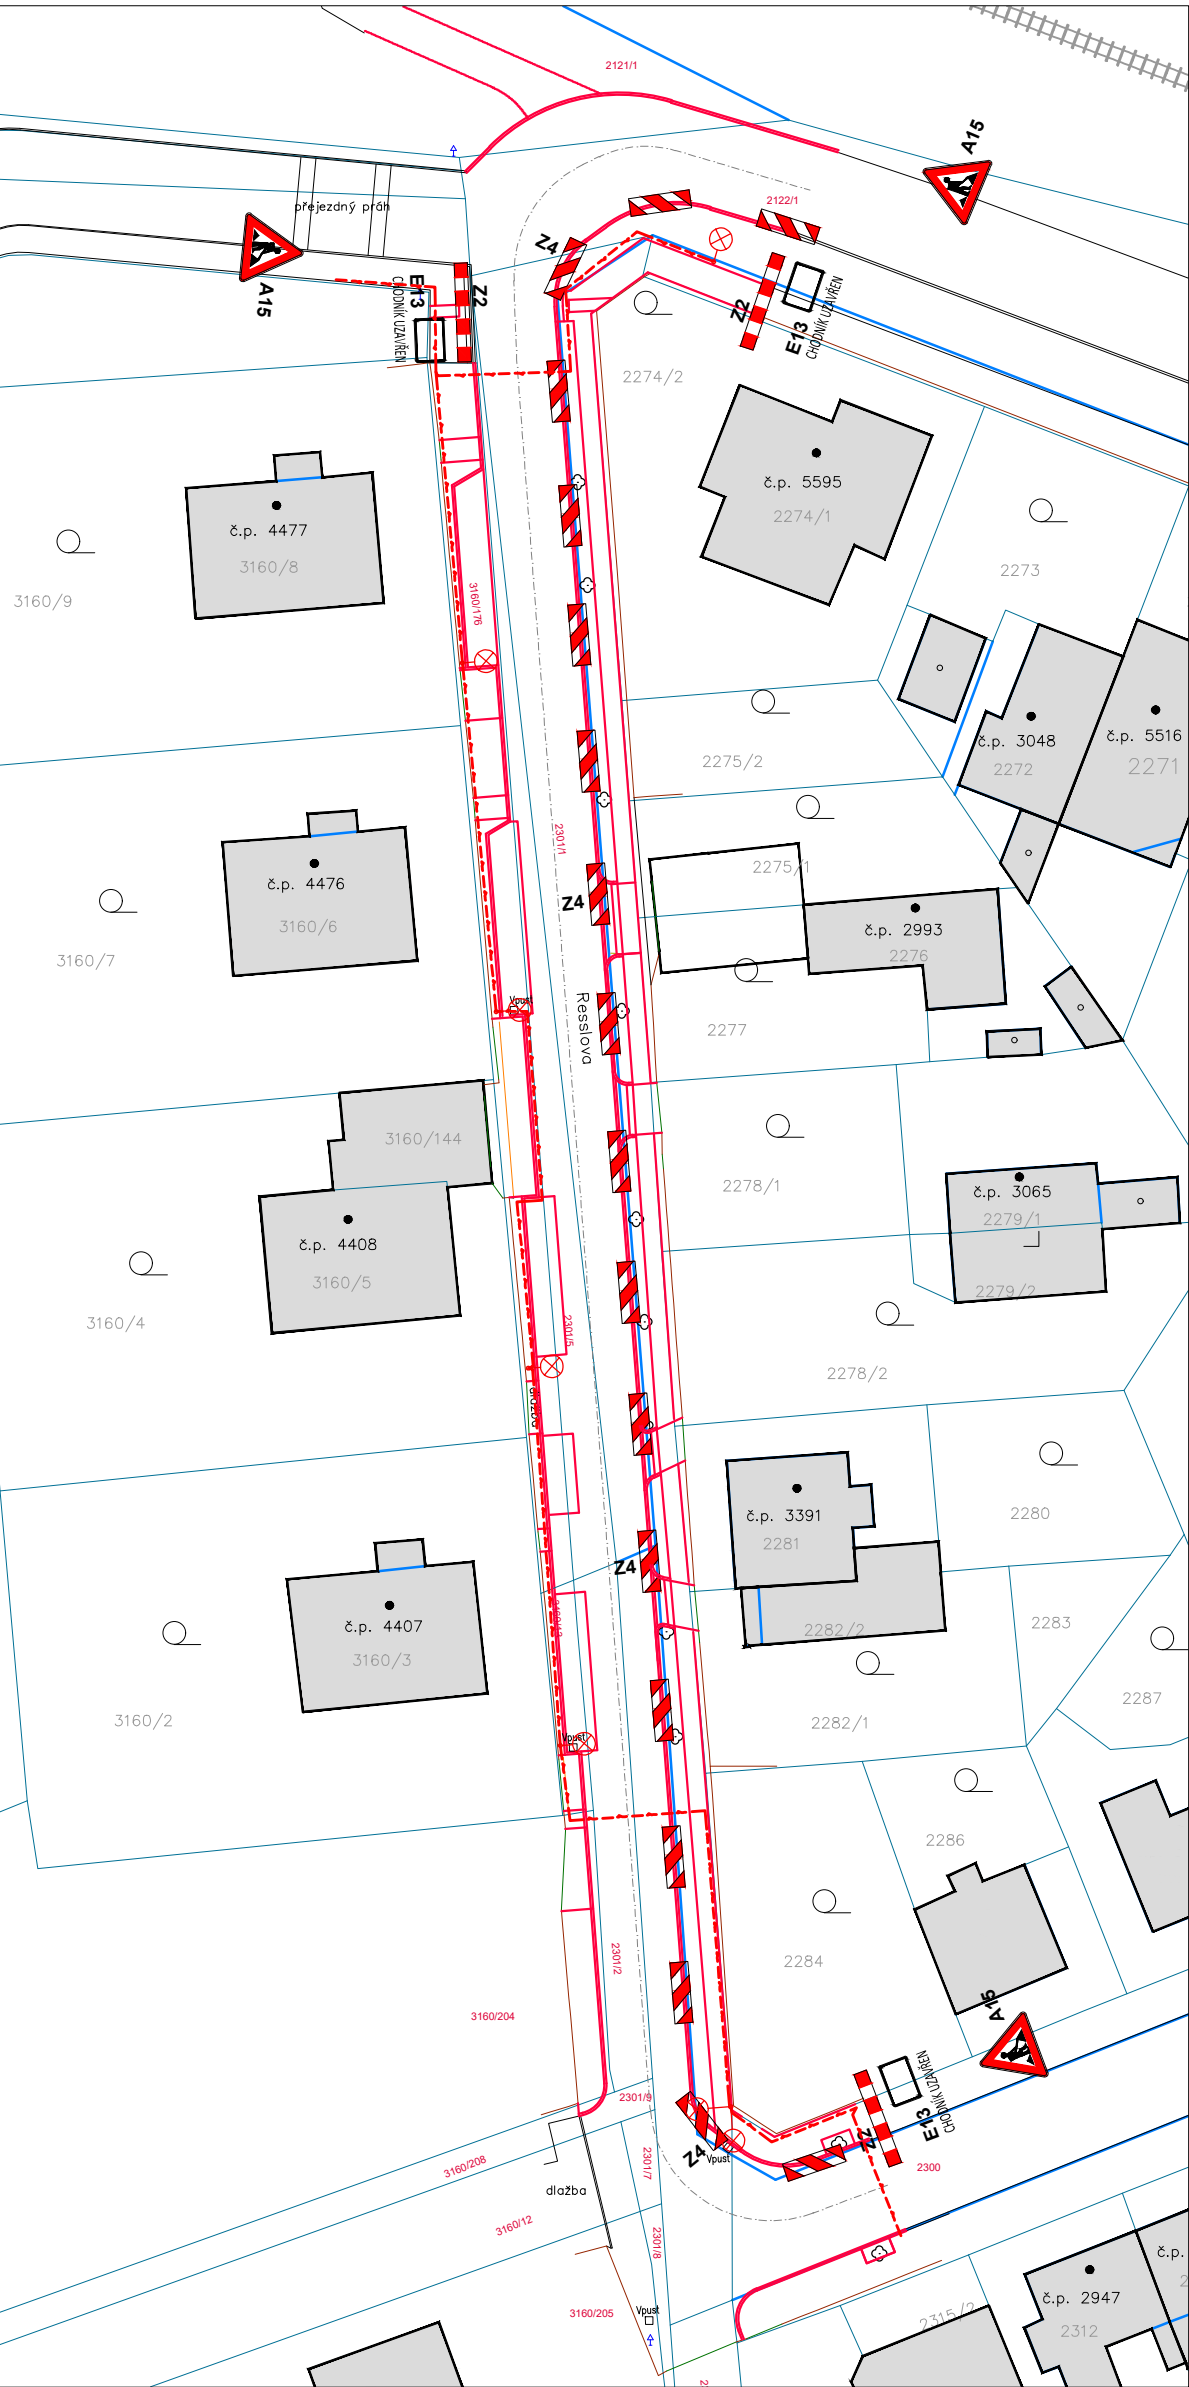 2121/1
A15
2122/1
přejezdný práh
Z4
A15
E13
CHODNÍK UZAVŘEN
Z2
Z2
E13
CHODNÍK UZAVŘEN
2274/2
č.p. 5595
2274/1
č.p. 4477
3160/8
3160/9
3160/176
2273
č.p. 3048
2272
č.p. 5516
2271
2275/2
2301/1
2275/1
č.p. 4476
3160/6
3160/7
Z4
č.p. 2993
2276
Vpust
Resslova
2277
3160/144
2278/1
č.p. 3065
2279/1
2279/2
č.p. 4408
3160/5
3160/4
2301/5
2278/2
dlažba
č.p. 3391
2281
2280
Z4
č.p. 4407
3160/3
3160/2
2282/2
2283
2282/1
2287
Vpust
2286
2284
2301/2
3160/204
A15
E13
CHODNÍK UZAVŘEN
Z2
2301/9
Z4
Vpust
2300
3160/208
2301/7
dlažba
3160/12
2301/8
3160/205
Vpust
2315/2
č.p. 2947
2312
č.p.